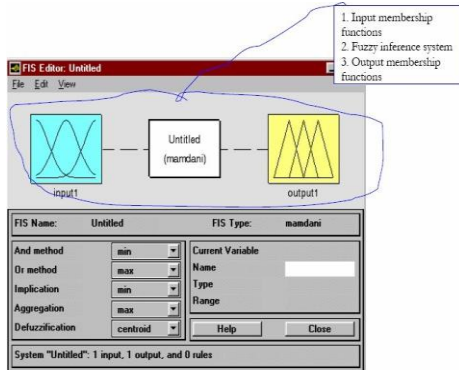 1. Input membership
functions
2. Fuzzy inference system
3. Output membership
functions
FIS Editor: Untitled
File Edit View
Untitled
(mamdani)
input1
output1
FIS Name: Untitled FIS Type: mamdani
And method min
Or method max
Implication min
Aggregation max
Defuzzification centroid
Current Variable
Name
Type
Range
Help Close
System "Untitled": 1 input, 1 output, and 0 rules